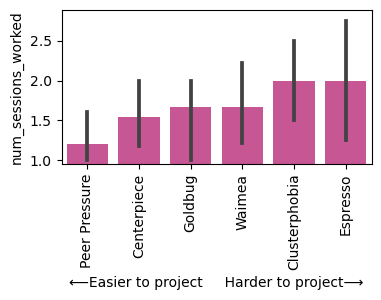 num_sessions_worked
2.5
2.0
1.5
1.0
Peer Pressure
Centerpiece
Goldbug
Waimea
Clusterphobia
Espresso
⟵Easier to project Harder to project⟶